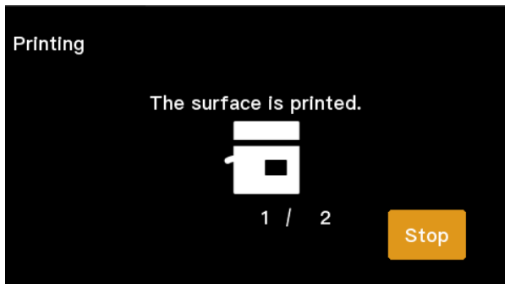 Printing
The surface is printed.
1 / 2
Stop